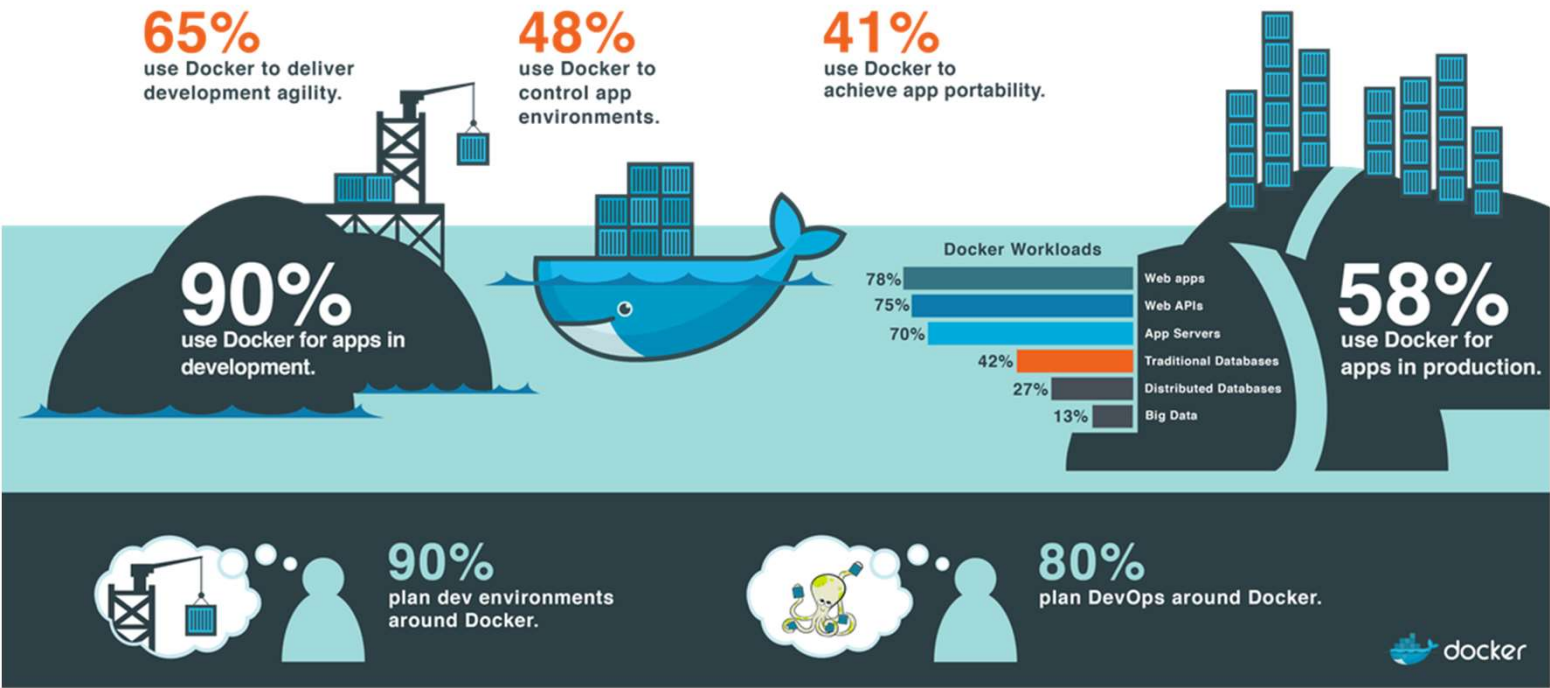 65%
use Docker to deliver
development agility.
48%
use Docker to
control app
environments.
41%
use Docker to
achieve app portability.
90%
use Docker for apps in
development.
Docker Workloads
78% Web apps
75% Web APIs
70% App Servers
42% Traditional Databases
27% Distributed Databases
13% Big Data
58%
use Docker for
apps in production.
90%
plan dev environments
around Docker.
80%
plan DevOps around Docker.
docker